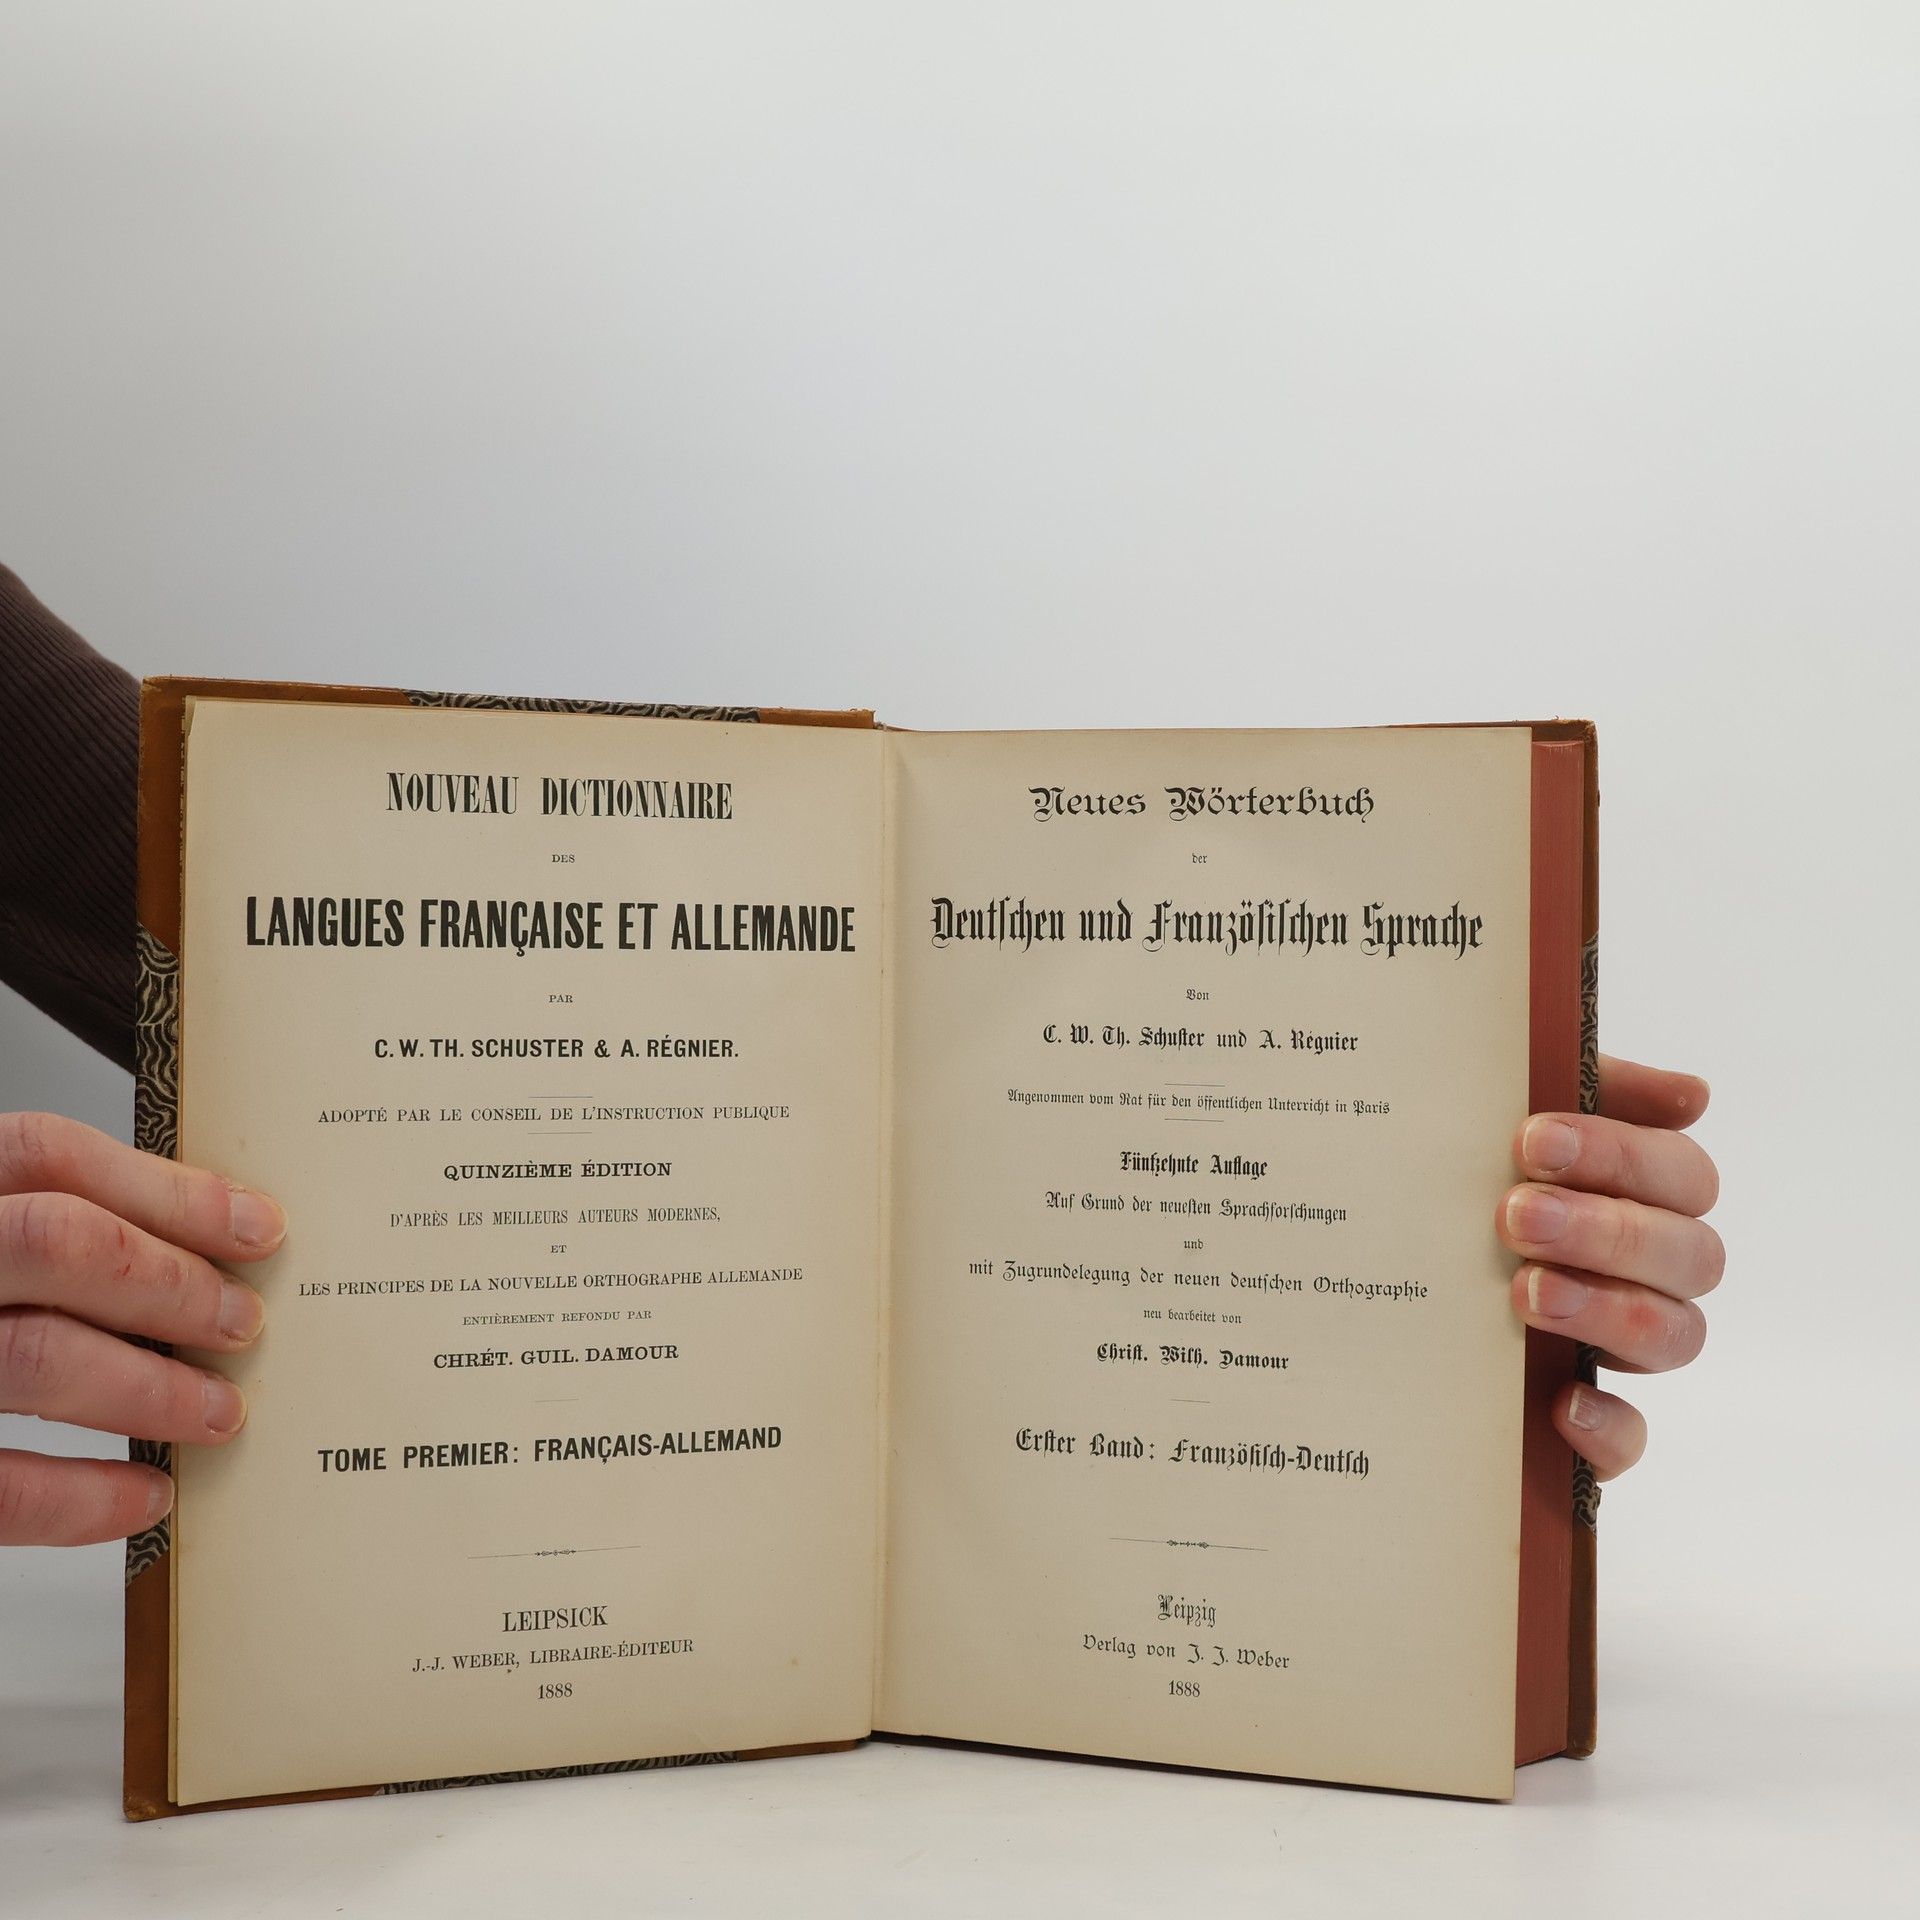 NOUVEAU DICTIONNAIRE
DES
LANGUES FRANÇAISE ET ALLEMANDE
PAR
C. W. TH. SCHUSTER & A. RÉGNIER.
ADOPTÉ PAR LE CONSEIL DE L'INSTRUCTION PUBLIQUE
QUINZIÈME ÉDITION
D'APRÈS LES MEILLEURS AUTEURS MODERNES,
ET
LES PRINCIPES DE LA NOUVELLE ORTHOGRAPHE ALLEMANDE
ENTIÈREMENT REFONDU PAR
CHRÉT. GUIL. DAMOUR
TOME PREMIER: FRANÇAIS-ALLEMAND
LEIPSICK
J.-J. WEBER, LIBRAIRE-ÉDITEUR
1888
Neues Wörterbuch
der
Deutschen und Französischen Sprache
Von
C. W. Th. Schuster und A. Régnier
Angenommen vom Rat für den öffentlichen Unterricht in Paris
Fünfzehnte Auflage
Auf Grund der neuesten Sprachforschungen
und
mit Zugrundelegung der neuen deutschen Orthographie
neu bearbeitet von
Christ. Wilh. Damour
Erster Band: Französisch-Deutsch
Leipzig
Verlag von J. J. Weber
1888